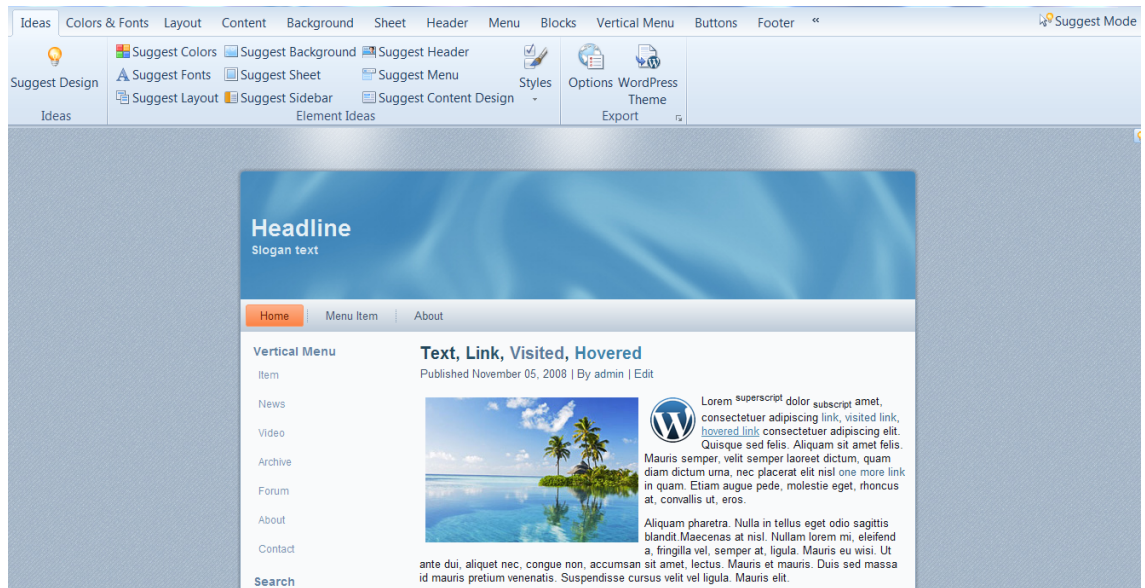 Ideas Colors & Fonts Layout Content Background Sheet Header Menu Blocks Vertical Menu Buttons Footer « Suggest Mode
Suggest Colors Suggest Background Suggest Header
Suggest Design Suggest Fonts Suggest Sheet Suggest Menu Styles Options WordPress
Suggest Layout Suggest Sidebar Suggest Content Design Theme
Ideas Element Ideas Export
Headline
Slogan text
Home Menu Item About
Vertical Menu
Item
News
Video
Archive
Forum
About
Contact
Search
Text, Link, Visited, Hovered
Published November 05, 2008 | By admin | Edit
Lorem superscript dolor subscript amet,
consectetuer adipiscing link, visited link,
hovered link consectetuer adipiscing elit.
Quisque sed felis. Aliquam sit amet felis.
Mauris semper, velit semper laoreet dictum, quam
diam dictum urna, nec placerat elit nisl one more link
in quam. Etiam augue pede, molestie eget, rhoncus
at, convallis ut, eros.
Aliquam pharetra. Nulla in tellus eget odio sagittis
blandit.Maecenas at nisl. Nullam lorem mi, eleifend
a, fringilla vel, semper at, ligula. Mauris eu wisi. Ut
ante dui, aliquet nec, congue non, accumsan sit amet, lectus. Mauris et mauris. Duis sed massa
id mauris pretium venenatis. Suspendisse cursus velit vel ligula. Mauris elit.